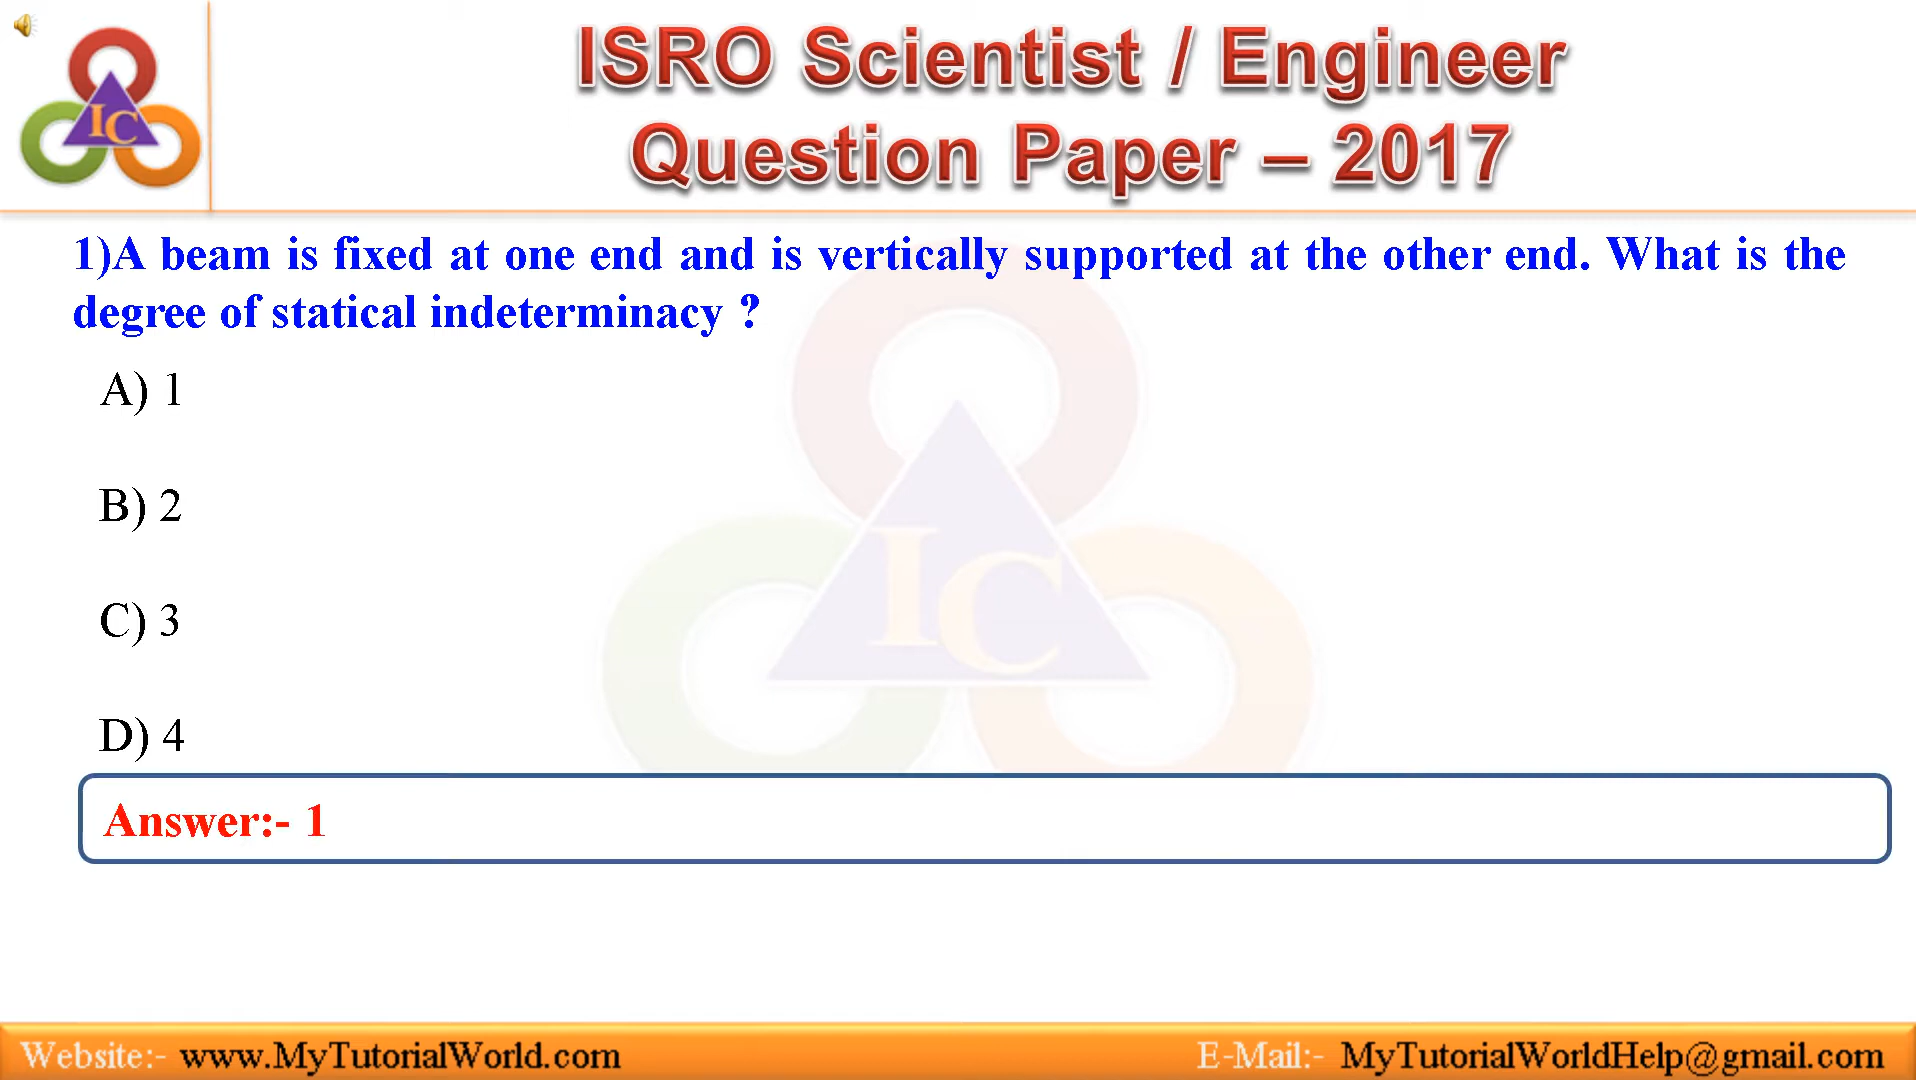 IC
ISRO Scientist / Engineer
Question Paper – 2017
1)A beam is fixed at one end and is vertically supported at the other end. What is the
degree of statical indeterminacy ?
A) 1
B) 2
C) 3
D) 4
IC
Answer:- 1
Website:- www.MyTutorialWorld.com
E-Mail:- MyTutorialWorldHelp@gmail.com